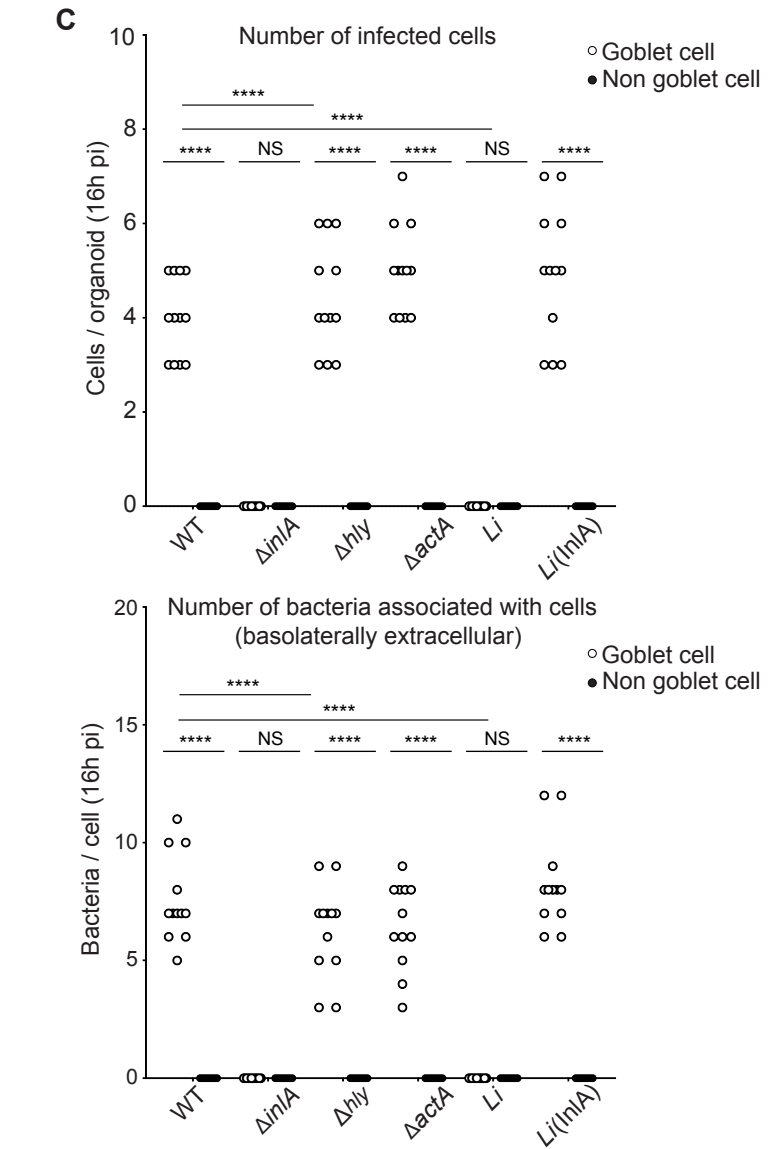 C
Number of infected cells
Goblet cell
Non goblet cell
Cells / organoid (16h pi)
10
8
6
4
2
0
****
****
**** NS **** **** NS ****
WT ΔinlA Δhly ΔactA Li Li(InlA)
Number of bacteria associated with cells
(basolaterally extracellular)
Goblet cell
Non goblet cell
Bacteria / cell (16h pi)
20
15
10
5
0
****
****
**** NS **** **** NS ****
WT ΔinlA Δhly ΔactA Li Li(InlA)